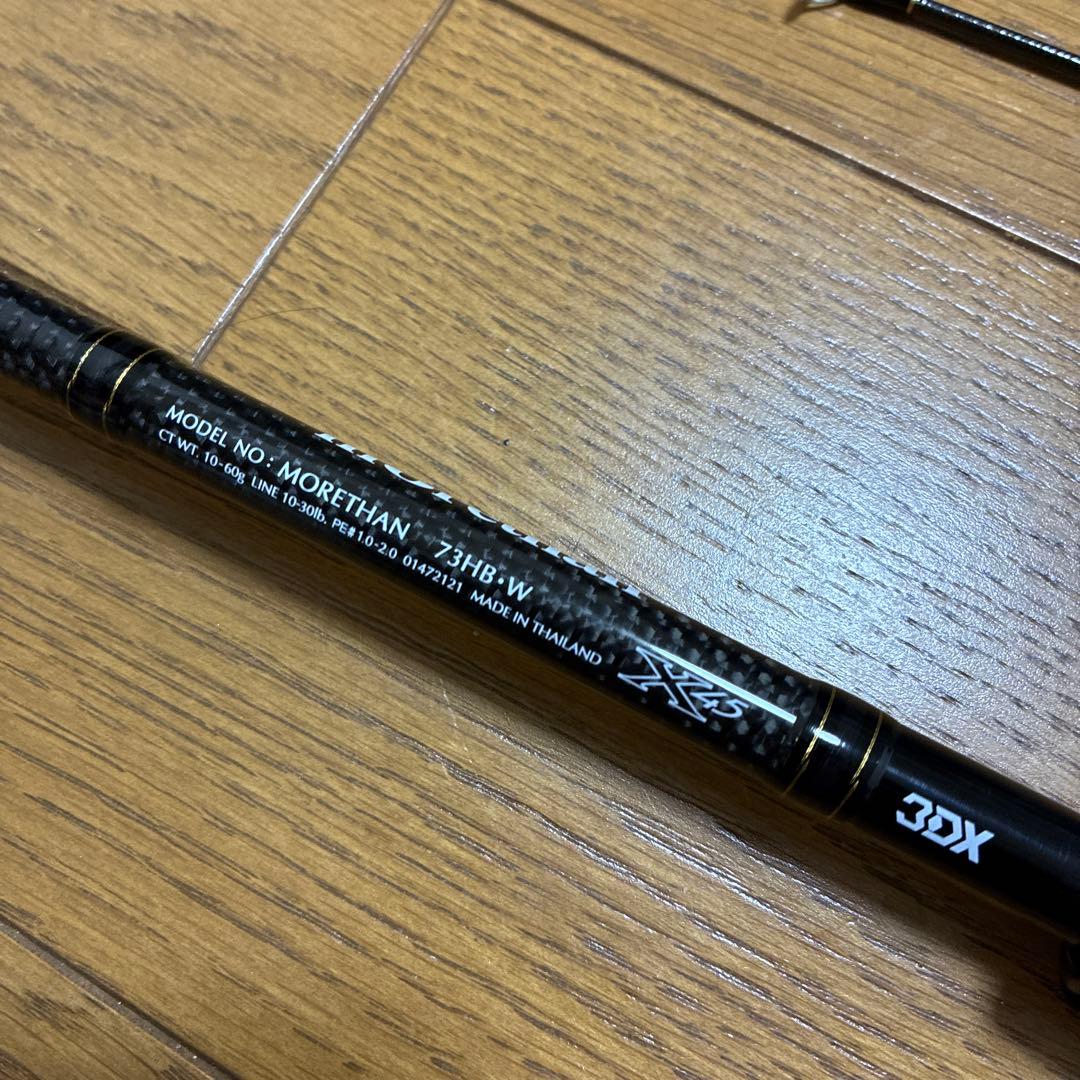 morethan
MODEL NO: MORETHAN 73HB•W
CT WT. 10-60g LINE 10-30lb. PE#1.0-2.0 01472121 MADE IN THAILAND
X45
3DX